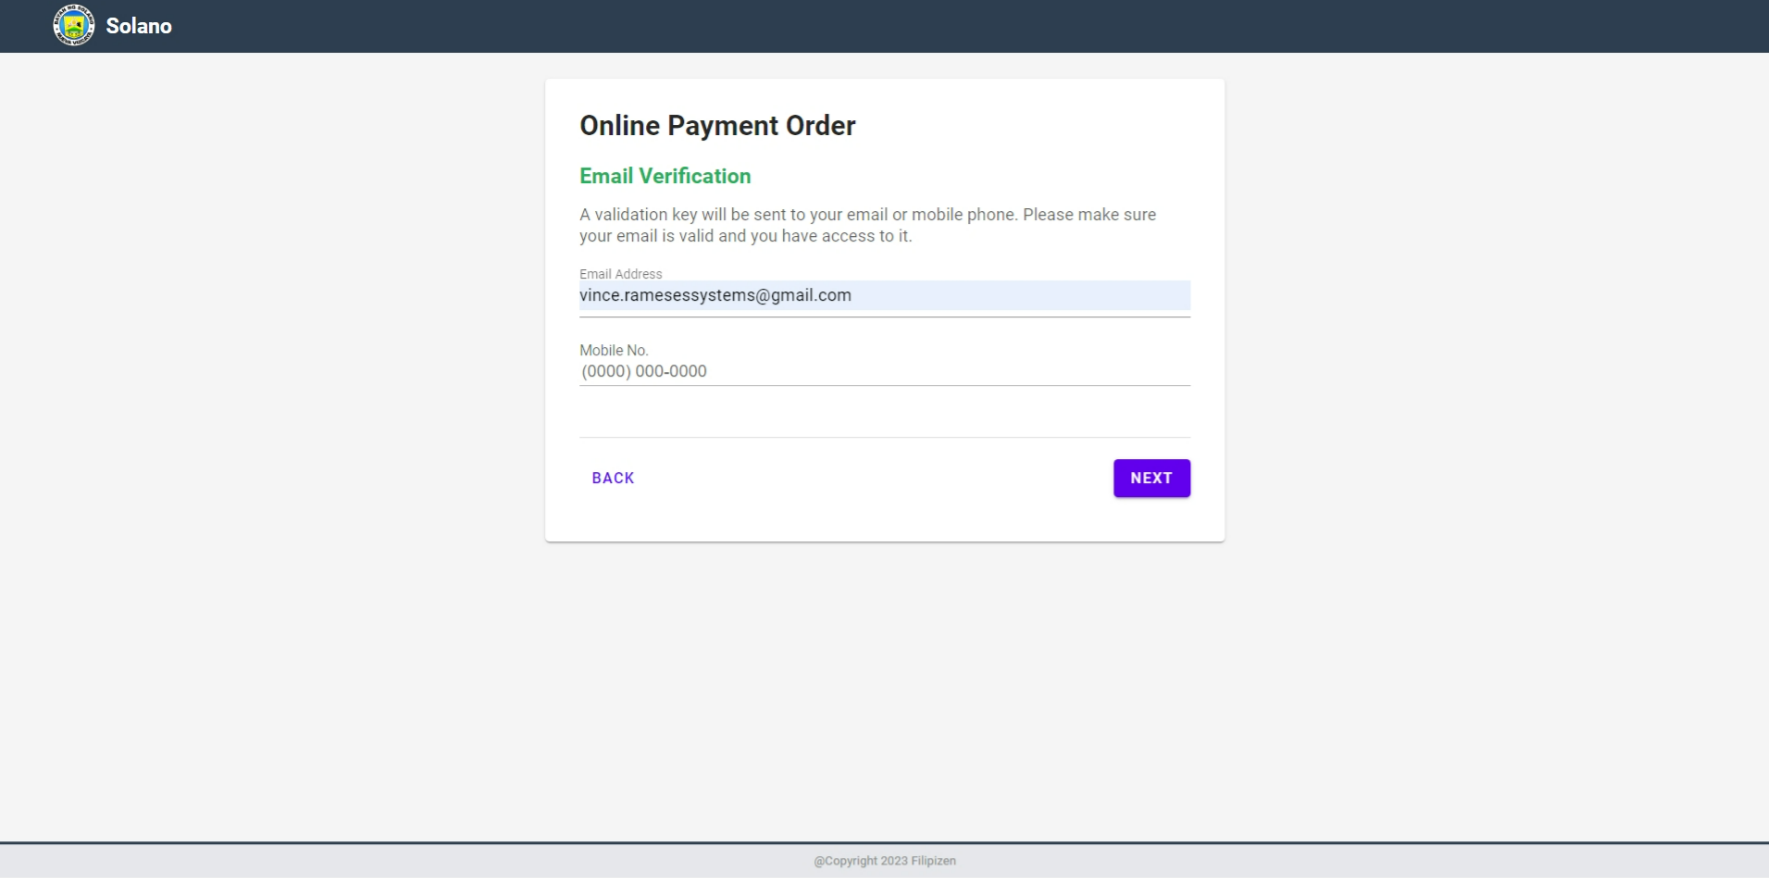 Solano
Online Payment Order
Email Verification
A validation key will be sent to your email or mobile phone. Please make sure
your email is valid and you have access to it.
Email Address
vince.ramesessystems@gmail.com
Mobile No.
(0000) 000-0000
BACK
NEXT
@Copyright 2023 Filipizen